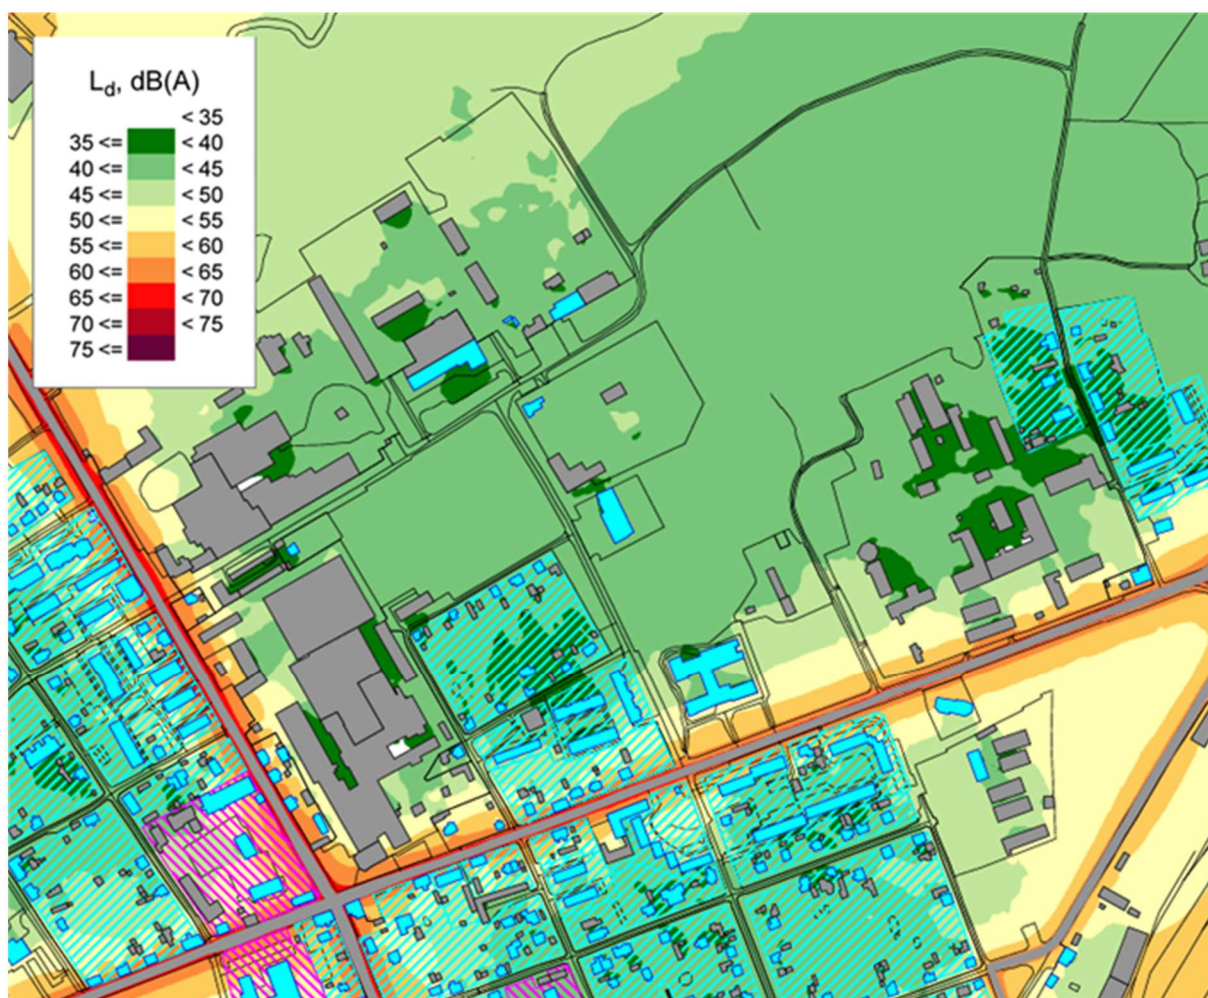 Ld, dB(A)
< 35
35 <= < 40
40 <= < 45
45 <= < 50
50 <= < 55
55 <= < 60
60 <= < 65
65 <= < 70
70 <= < 75
75 <=